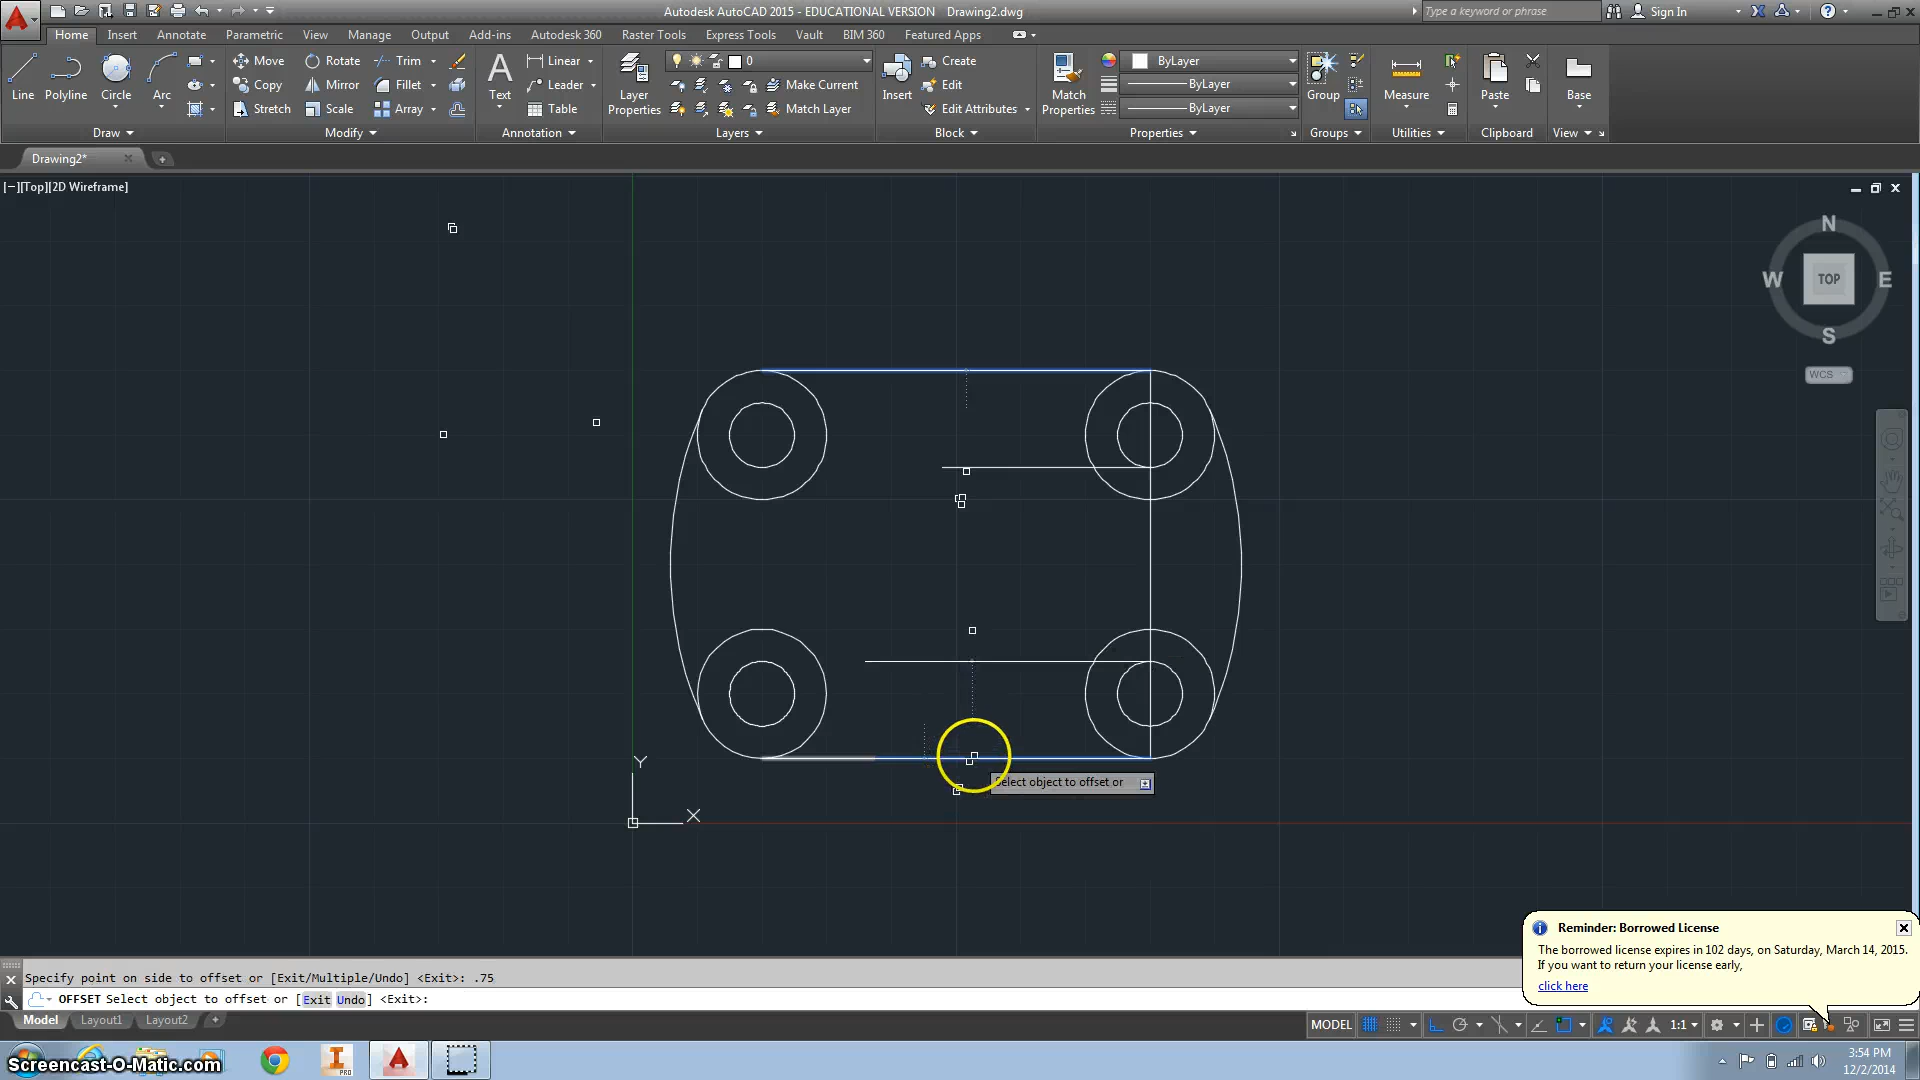 Autodesk AutoCAD 2015 - EDUCATIONAL VERSION Drawing2.dwg
Type a keyword or phrase
Sign In
Home Insert Annotate Parametric View Manage Output Add-ins Autodesk 360 Raster Tools Express Tools Vault BIM 360 Featured Apps
Line Polyline Circle Arc
Draw
Move Rotate Trim
Copy Mirror Fillet
Stretch Scale Array
Modify
Text
Linear
Leader
Table
Annotation
Layer Properties
0
Make Current
Match Layer
Layers
Insert
Create
Edit
Edit Attributes
Block
Match Properties
ByLayer
ByLayer
ByLayer
Properties
Group
Groups
Measure
Utilities
Paste
Clipboard
Base
View
Drawing2*
[−][Top][2D Wireframe]
N
W TOP E
S
WCS
Y
X
Select object to offset or
Reminder: Borrowed License
The borrowed license expires in 102 days, on Saturday, March 14, 2015.
If you want to return your license early,
click here
Specify point on side to offset or [Exit/Multiple/Undo] <Exit>: .75
OFFSET Select object to offset or [Exit Undo] <Exit>:
Model Layout1 Layout2 +
MODEL 1:1
Screencast-O-Matic.com
PRO
3:54 PM
12/2/2014